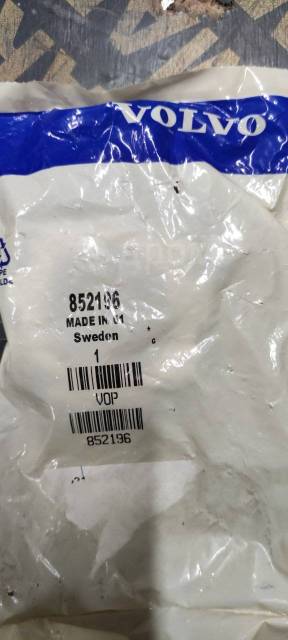 VOLVO
852196
MADE IN 01
Sweden
1
VOP
852196